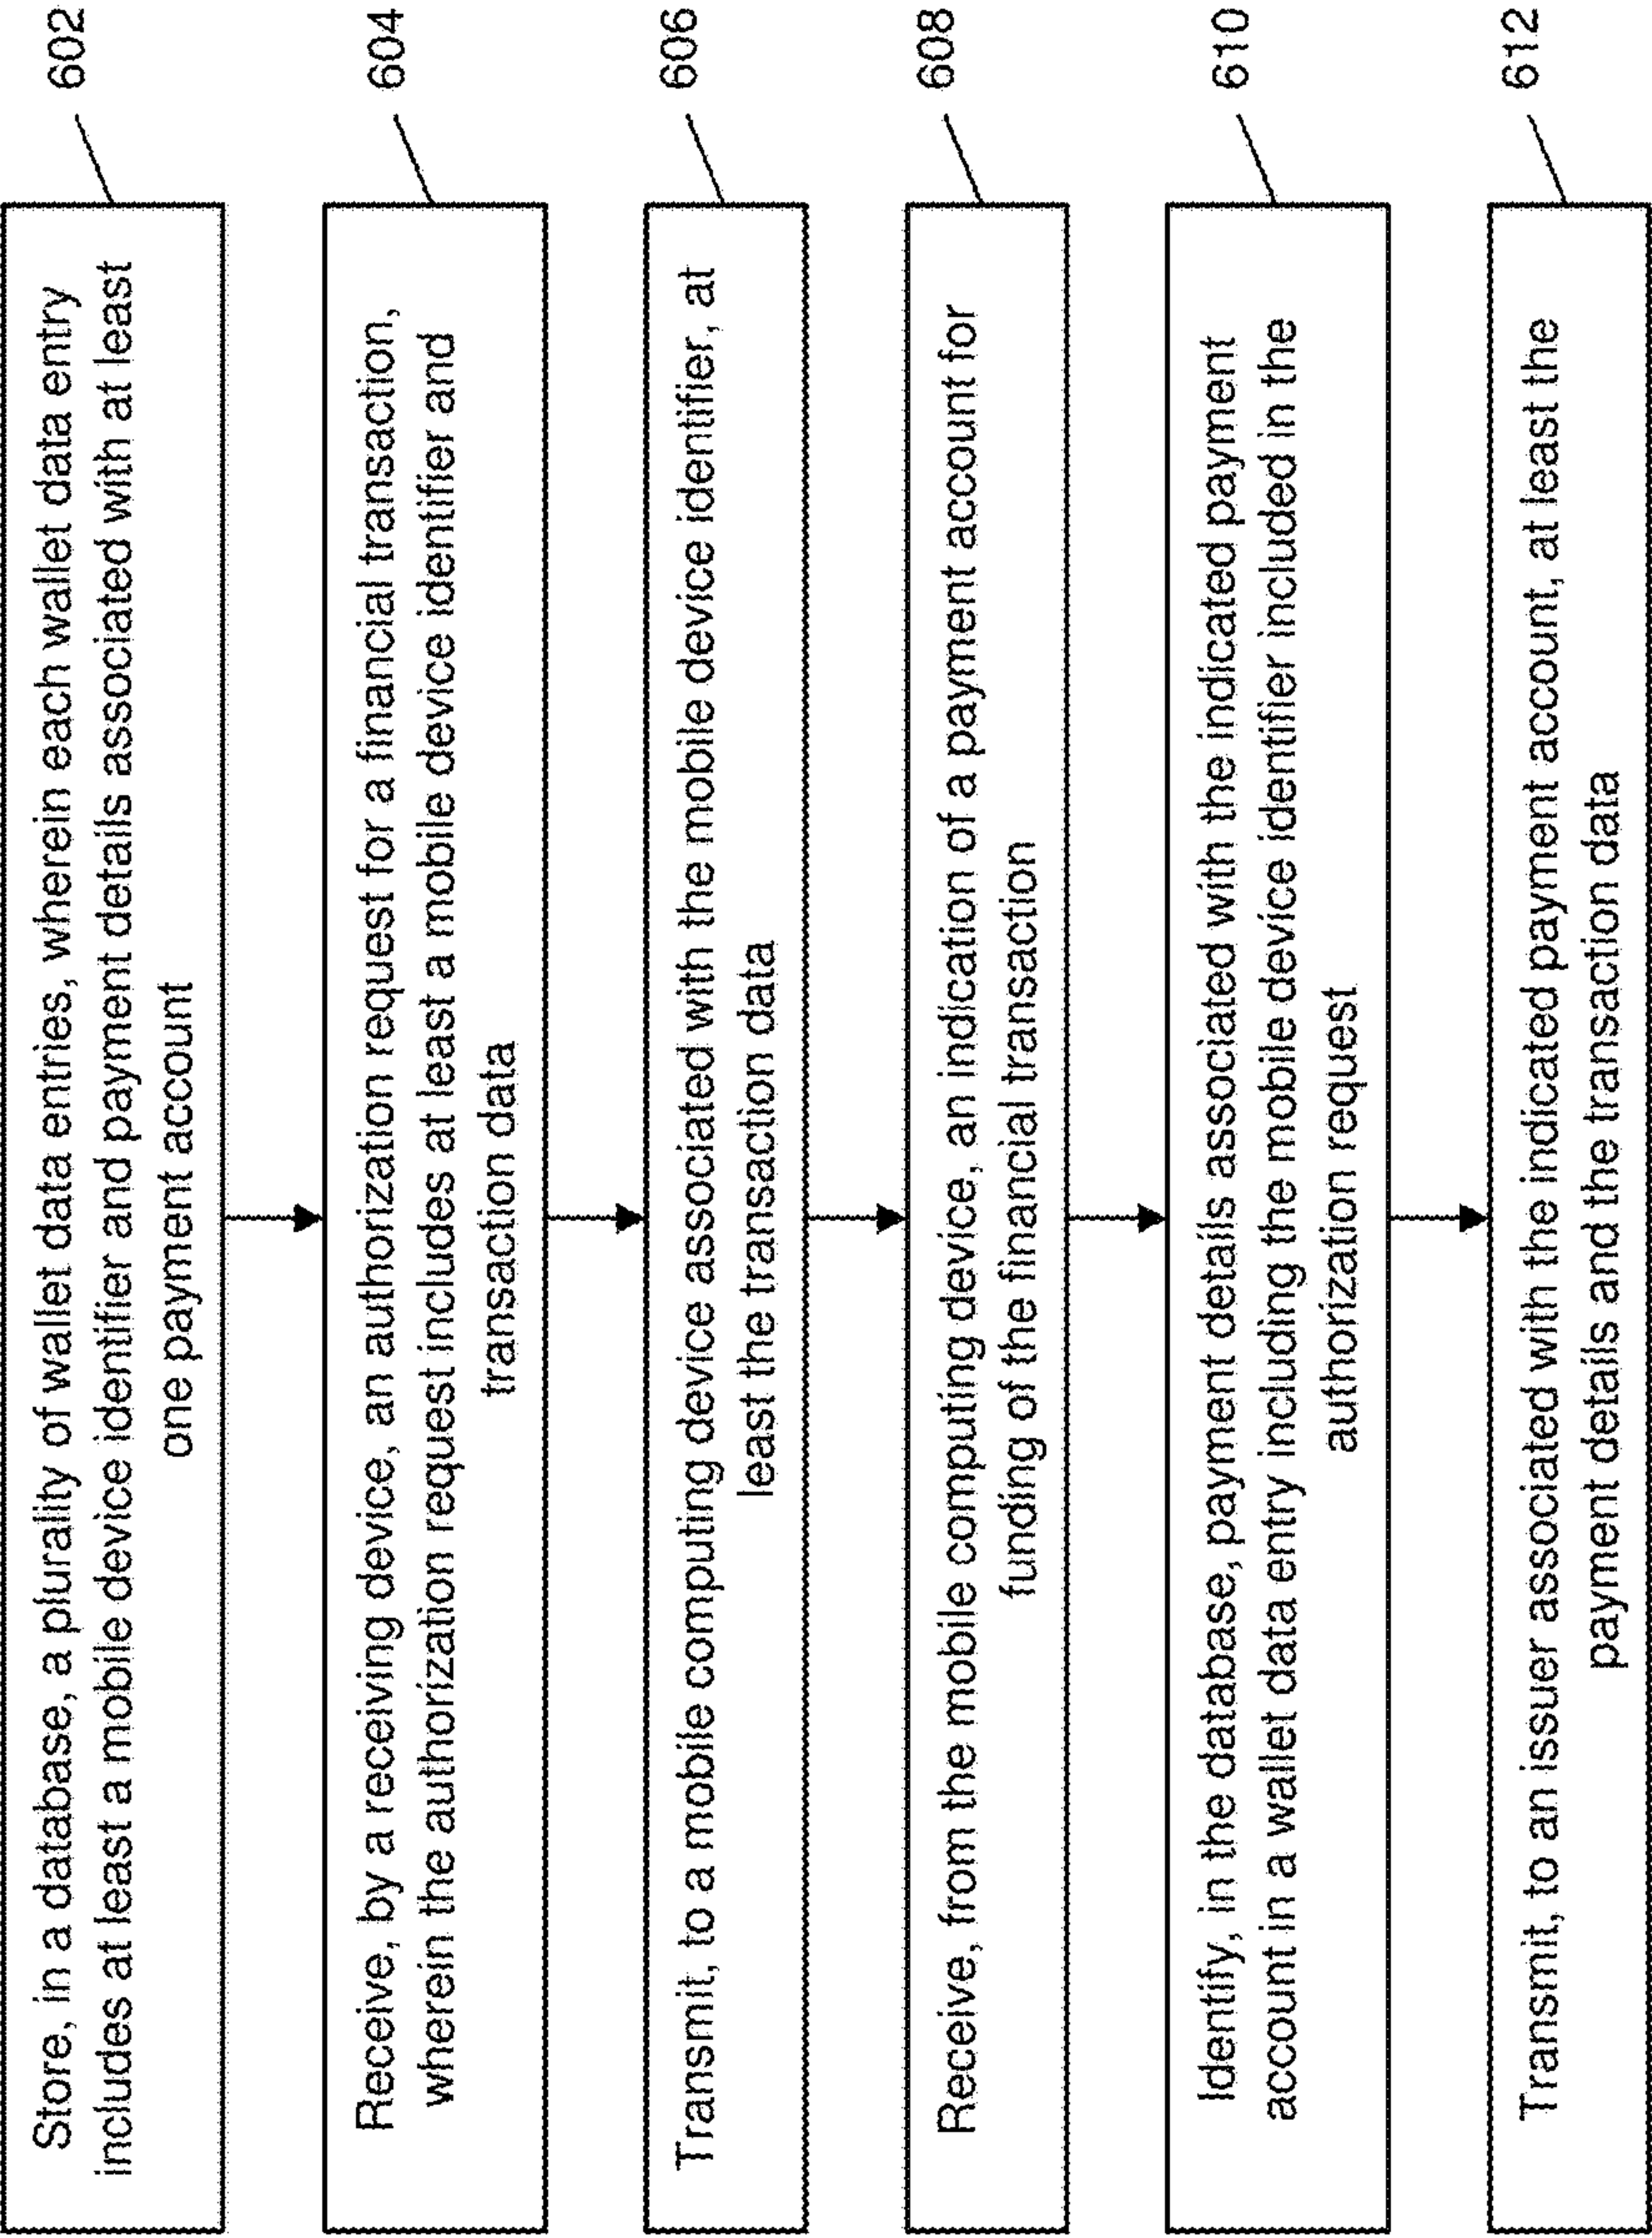 Store, in a database, a plurality of wallet data entries, wherein each wallet data entry
includes at least a mobile device identifier and payment details associated with at least
one payment account
602
Receive, by a receiving device, an authorization request for a financial transaction,
wherein the authorization request includes at least a mobile device identifier and
transaction data
604
Transmit, to a mobile computing device associated with the mobile device identifier, at
least the transaction data
606
Receive, from the mobile computing device, an indication of a payment account for
funding of the financial transaction
608
Identify, in the database, payment details associated with the indicated payment
account in a wallet data entry including the mobile device identifier included in the
authorization request
610
Transmit, to an issuer associated with the indicated payment account, at least the
payment details and the transaction data
612